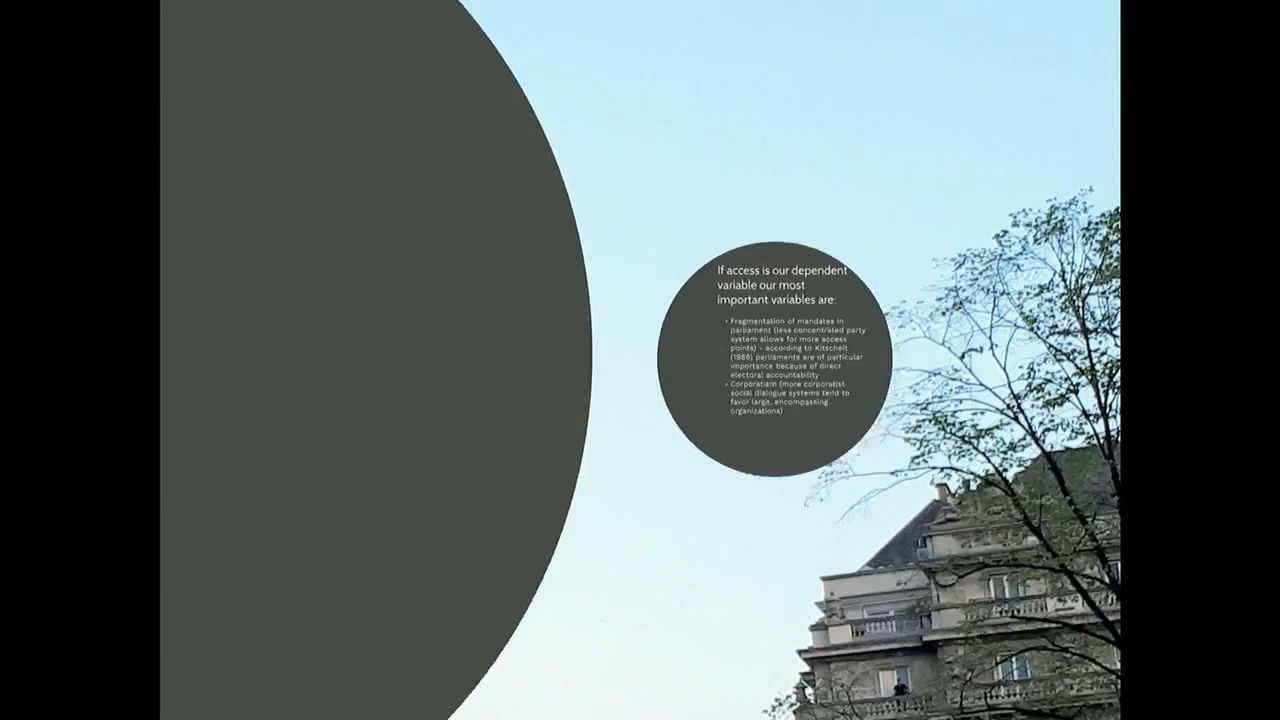 If access is our dependent
variable our most
important variables are:
• Fragmentation of mandates in
parliament (less concentrated party
system allows for more access
points) - according to Kitschelt
(1986) parliaments are of particular
importance because of direct
electoral accountability
• Corporatism (more corporatist
social dialogue systems tend to
favor large, encompassing
organizations)